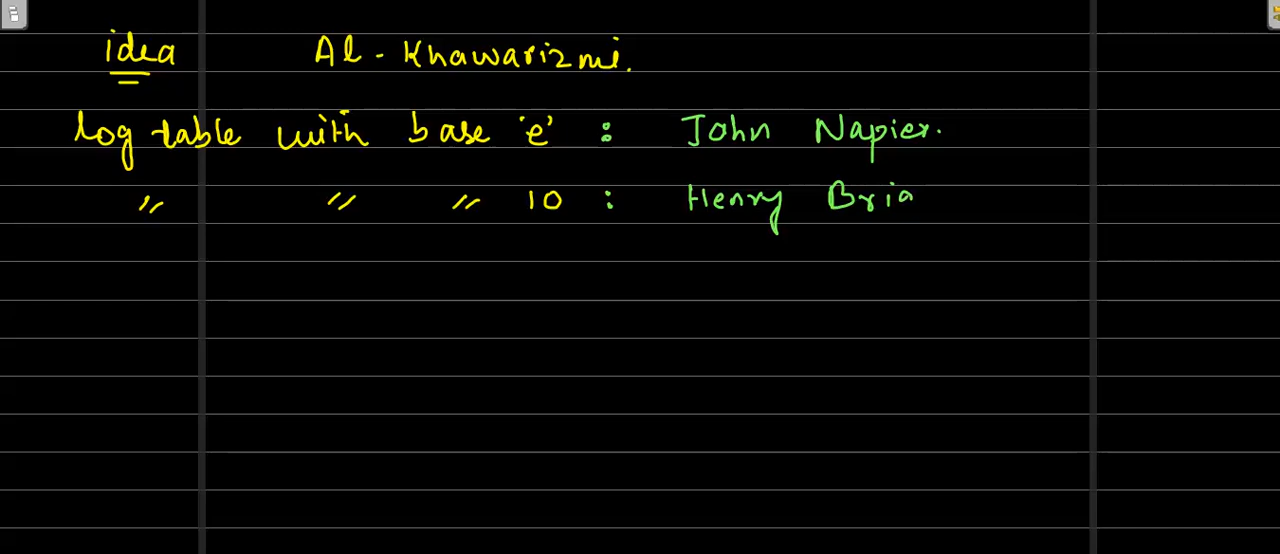 idea Al-Khawarizmi.
log table with base 'e' : John Napier.
〃 〃 〃 10 : Henry Bria